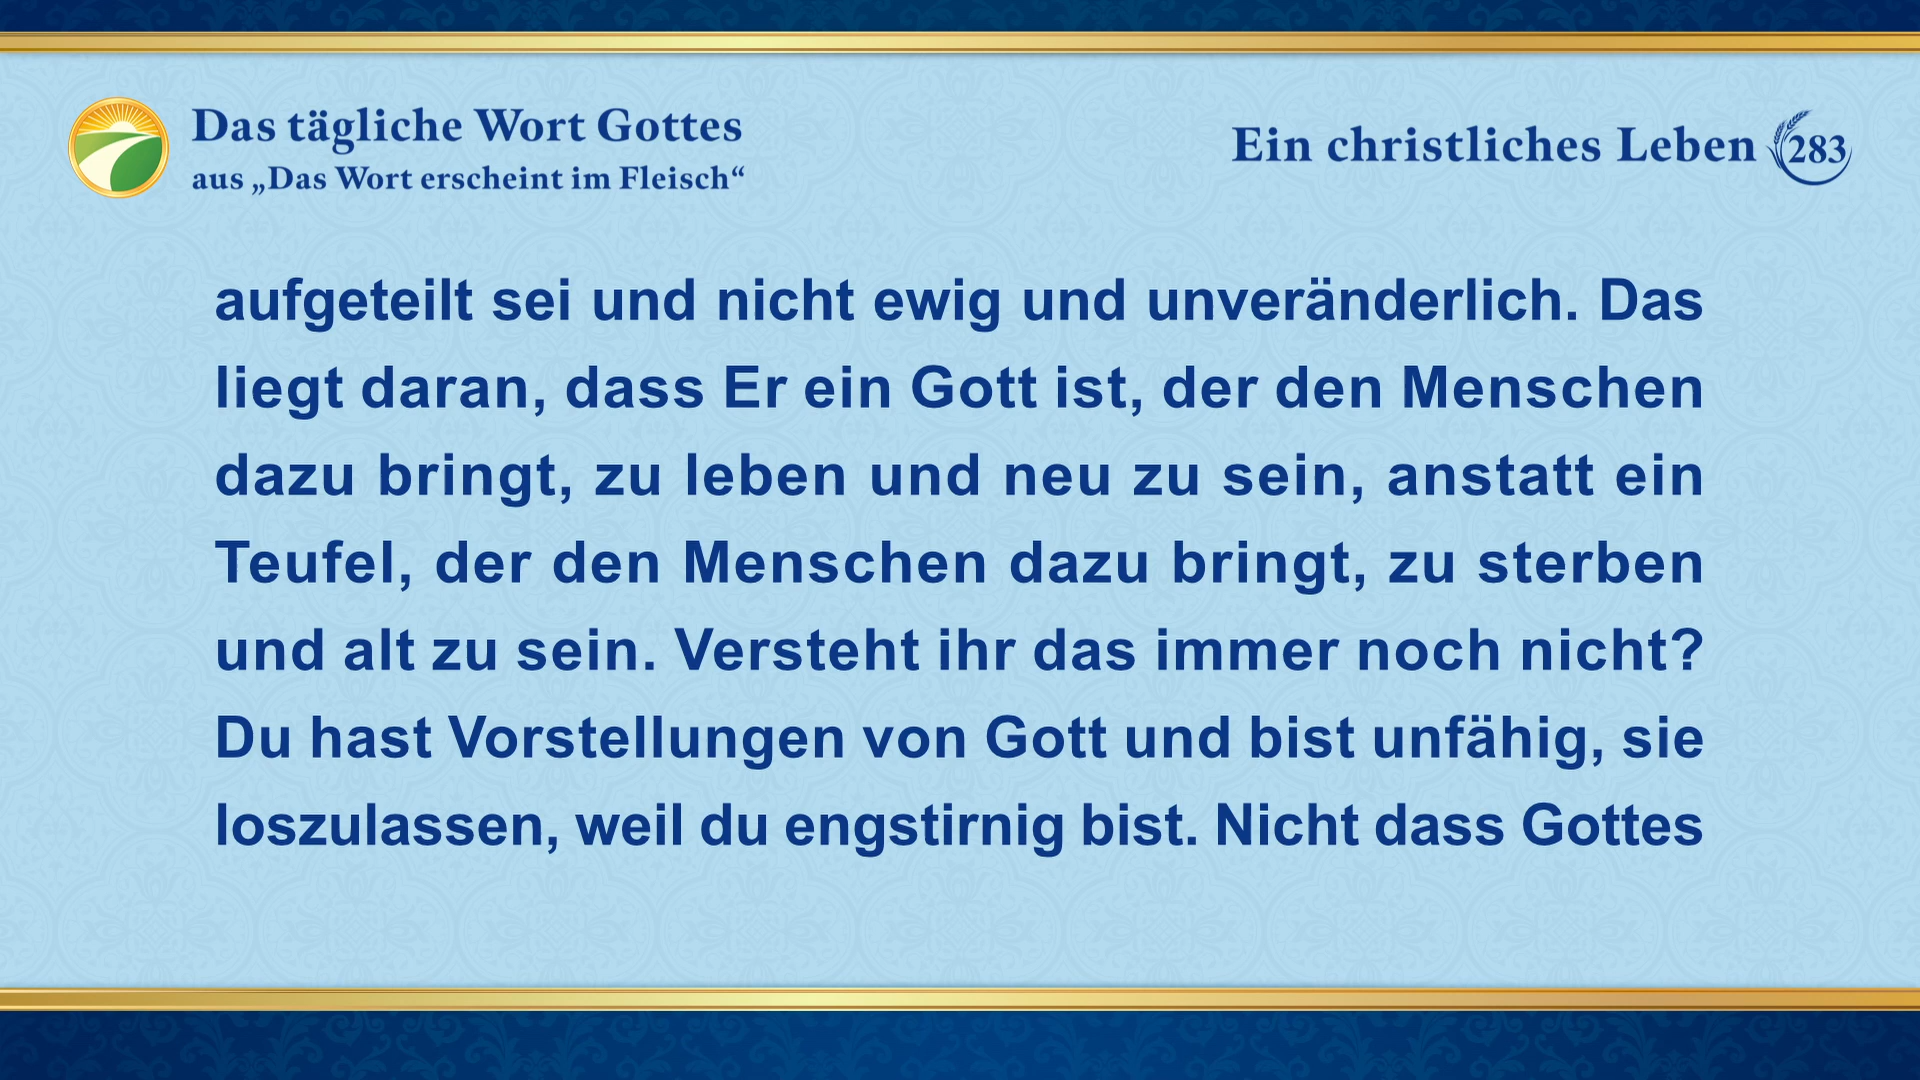 Das tägliche Wort Gottes
aus „Das Wort erscheint im Fleisch“
Ein christliches Leben 283
aufgeteilt sei und nicht ewig und unveränderlich. Das
liegt daran, dass Er ein Gott ist, der den Menschen
dazu bringt, zu leben und neu zu sein, anstatt ein
Teufel, der den Menschen dazu bringt, zu sterben
und alt zu sein. Versteht ihr das immer noch nicht?
Du hast Vorstellungen von Gott und bist unfähig, sie
loszulassen, weil du engstirnig bist. Nicht dass Gottes